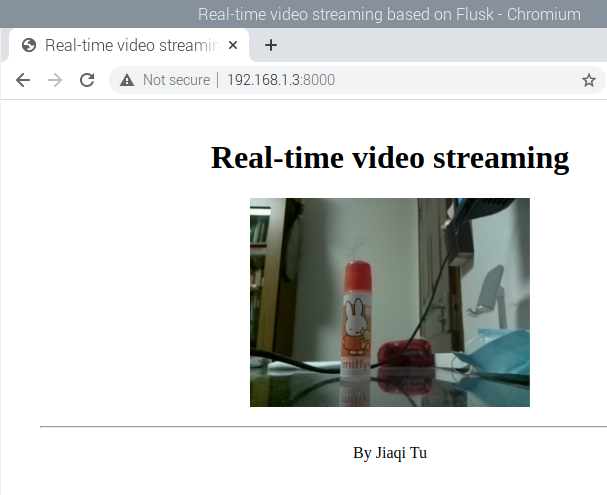 Real-time video streaming based on Flusk - Chromium
Real-time video streamin
Not secure | 192.168.1.3:8000
Real-time video streaming
miffy
By Jiaqi Tu